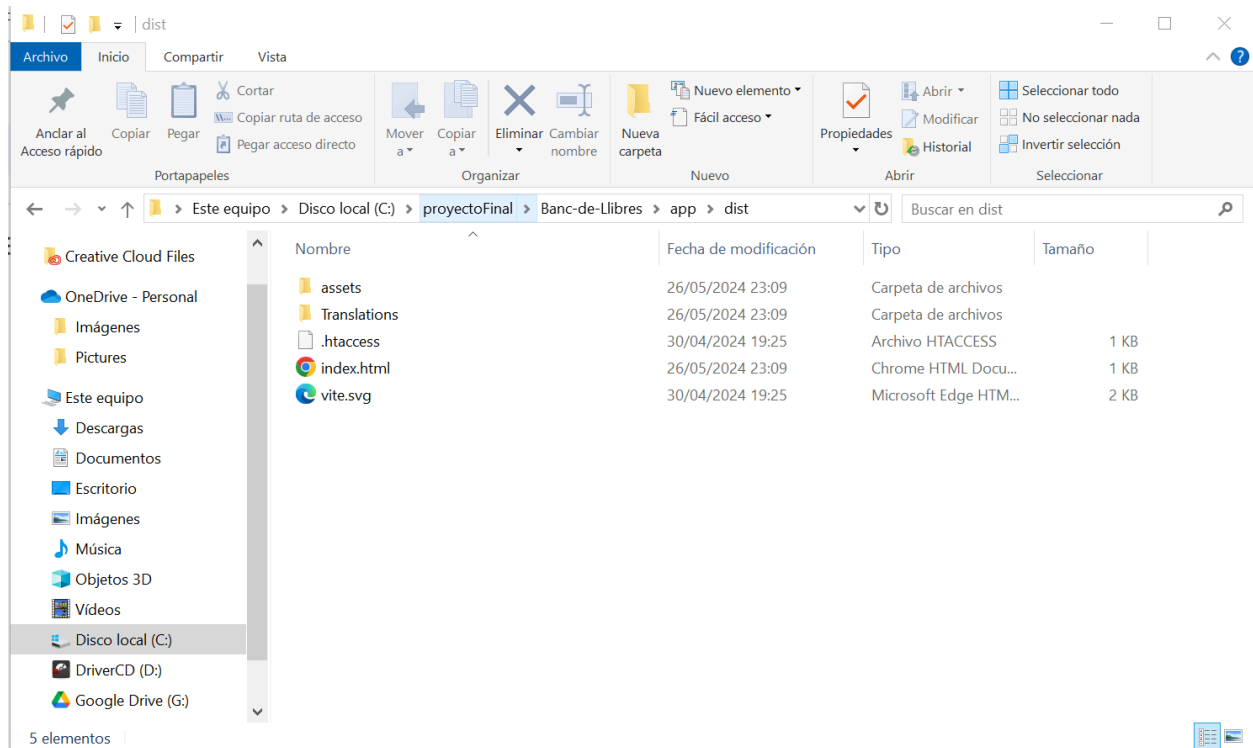 dist
Archivo Inicio Compartir Vista
Anclar al Acceso rápido
Copiar
Pegar
Cortar
Copiar ruta de acceso
Pegar acceso directo
Portapapeles
Mover a
Copiar a
Eliminar
Cambiar nombre
Organizar
Nueva carpeta
Nuevo elemento
Fácil acceso
Nuevo
Propiedades
Abrir
Modificar
Historial
Abrir
Seleccionar todo
No seleccionar nada
Invertir selección
Seleccionar
Este equipo > Disco local (C:) > proyectoFinal > Banc-de-Llibres > app > dist
Buscar en dist
Creative Cloud Files
OneDrive - Personal
Imágenes
Pictures
Este equipo
Descargas
Documentos
Escritorio
Imágenes
Música
Objetos 3D
Vídeos
Disco local (C:)
DriverCD (D:)
Google Drive (G:)
Nombre Fecha de modificación Tipo Tamaño
assets 26/05/2024 23:09 Carpeta de archivos
Translations 26/05/2024 23:09 Carpeta de archivos
.htaccess 30/04/2024 19:25 Archivo HTACCESS 1 KB
index.html 26/05/2024 23:09 Chrome HTML Docu... 1 KB
vite.svg 30/04/2024 19:25 Microsoft Edge HTM... 2 KB
5 elementos